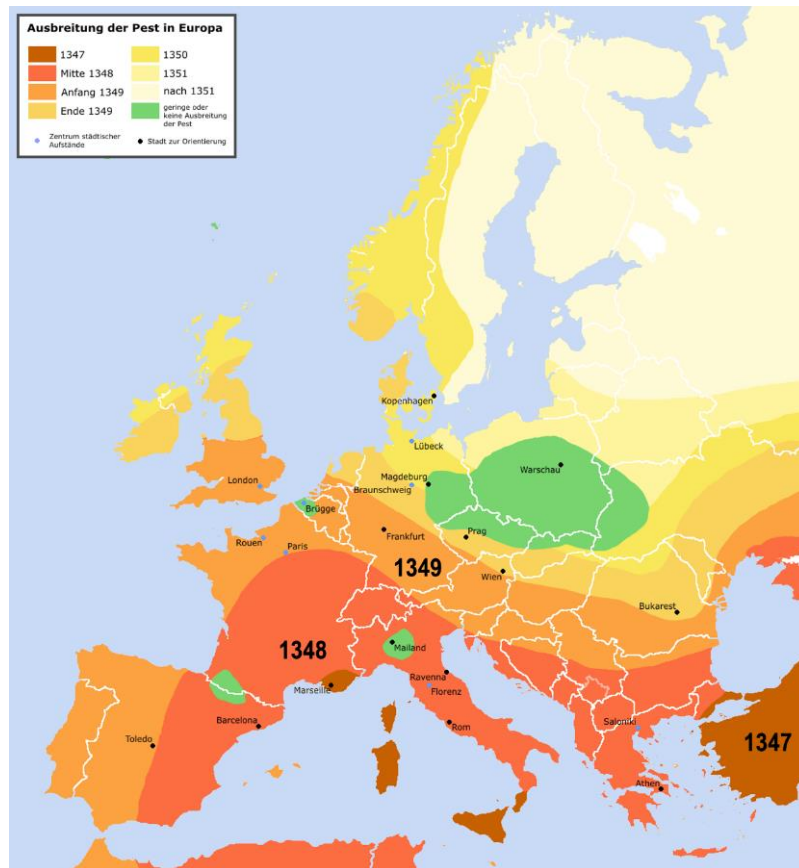 Ausbreitung der Pest in Europa
1347
Mitte 1348
Anfang 1349
Ende 1349
1350
1351
nach 1351
geringe oder
keine Ausbreitung
der Pest
Zentrum städtischer
Aufstände
Stadt zur Orientierung
Kopenhagen
Lübeck
Magdeburg
Braunschweig
Warschau
London
Brügge
Frankfurt
Prag
Rouen
Paris
1349
Wien
Bukarest
1348
Mailand
Ravenna
Florenz
Marseille
Barcelona
Rom
Toledo
Saloniki
1347
Athen